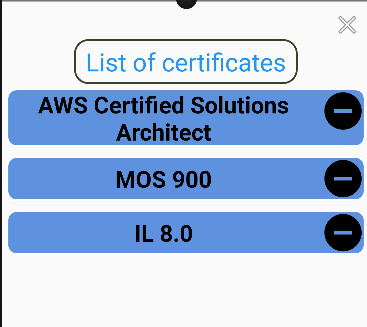 List of certificates
AWS Certified Solutions
Architect
MOS 900
IL 8.0